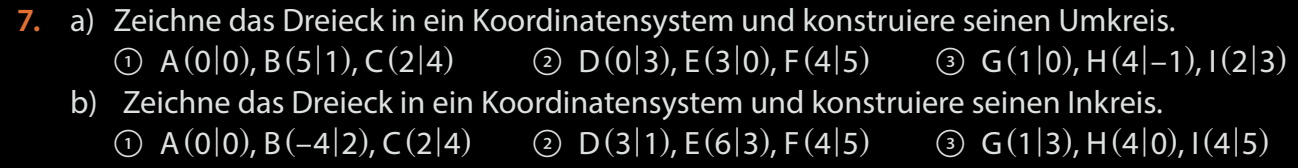 7. a) Zeichne das Dreieck in ein Koordinatensystem und konstruiere seinen Umkreis.
① A(0|0), B(5|1), C(2|4) ② D(0|3), E(3|0), F(4|5) ③ G(1|0), H(4|–1), I(2|3)
b) Zeichne das Dreieck in ein Koordinatensystem und konstruiere seinen Inkreis.
① A(0|0), B(–4|2), C(2|4) ② D(3|1), E(6|3), F(4|5) ③ G(1|3), H(4|0), I(4|5)